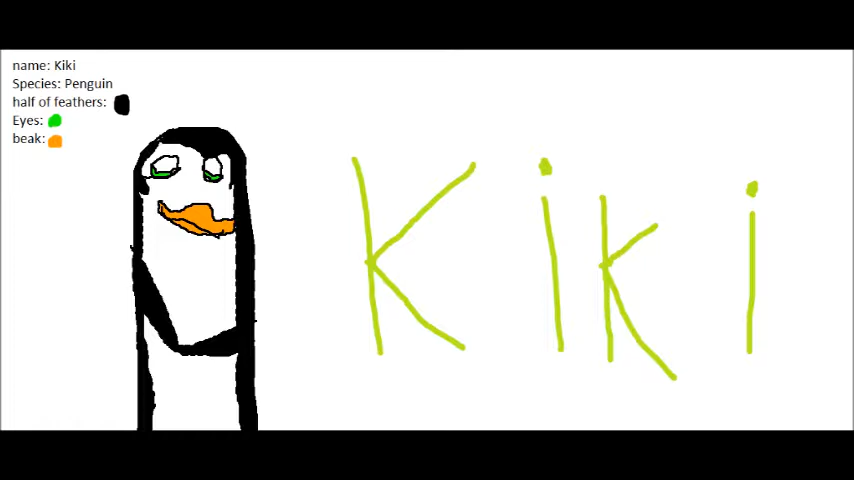 name: Kiki
Species: Penguin
half of feathers:
Eyes:
beak:
Kiki